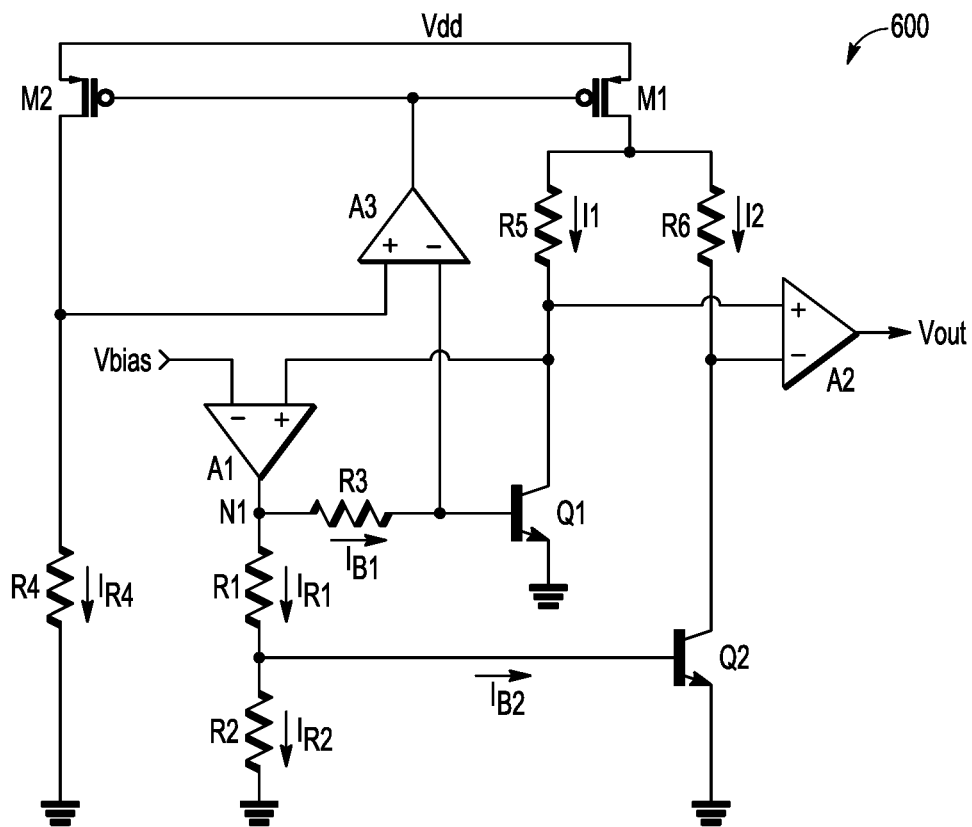 Vdd
600
M2
M1
A3
+ −
R5
I1
R6
I2
+
−
Vout
A2
Vbias
− +
A1
N1
R3
IB1
Q1
R4
IR4
R1
IR1
IB2
Q2
R2
IR2